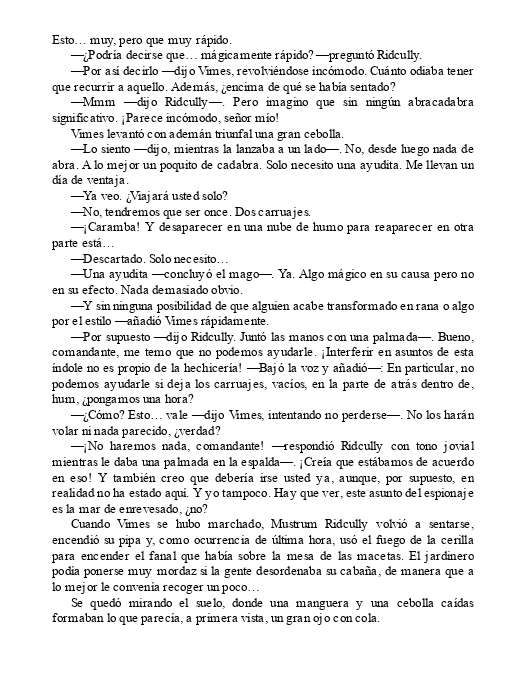 Esto… muy, pero que muy rápido.
—¿Podría decirse que… mágicamente rápido? —preguntó Ridcully.
—Por así decirlo —dijo Vimes, revolviéndose incómodo. Cuánto odiaba tener
que recurrir a aquello. Además, ¿encima de qué se había sentado?
—Mmm —dijo Ridcully—. Pero imagino que sin ningún abracadabra
significativo. ¡Parece incómodo, señor mío!
Vimes levantó con ademán triunfal una gran cebolla.
—Lo siento —dijo, mientras la lanzaba a un lado—. No, desde luego nada de
abra. A lo mejor un poquito de cadabra. Solo necesito una ayudita. Me llevan un
día de ventaja.
—Ya veo. ¿Viajará usted solo?
—No, tendremos que ser once. Dos carruajes.
—¡Caramba! Y desaparecer en una nube de humo para reaparecer en otra
parte está…
—Descartado. Solo necesito…
—Una ayudita —concluyó el mago—. Ya. Algo mágico en su causa pero no
en su efecto. Nada demasiado obvio.
—Y sin ninguna posibilidad de que alguien acabe transformado en rana o algo
por el estilo —añadió Vimes rápidamente.
—Por supuesto —dijo Ridcully. Juntó las manos con una palmada—. Bueno,
comandante, me temo que no podemos ayudarle. ¡Interferir en asuntos de esta
índole no es propio de la hechicería! —Bajó la voz y añadió—: En particular, no
podemos ayudarle si deja los carruajes, vacíos, en la parte de atrás dentro de,
hum, ¿pongamos una hora?
—¿Cómo? Esto… vale —dijo Vimes, intentando no perderse—. No los harán
volar ni nada parecido, ¿verdad?
—¡No haremos nada, comandante! —respondió Ridcully con tono jovial
mientras le daba una palmada en la espalda—. ¡Creía que estábamos de acuerdo
en eso! Y también creo que debería irse usted ya, aunque, por supuesto, en
realidad no ha estado aquí. Y yo tampoco. Hay que ver, este asunto del espionaje
es la mar de enrevesado, ¿no?
Cuando Vimes se hubo marchado, Mustrum Ridcully volvió a sentarse,
encendió su pipa y, como ocurrencia de última hora, usó el fuego de la cerilla
para encender el fanal que había sobre la mesa de las macetas. El jardinero
podía ponerse muy mordaz si la gente desordenaba su cabaña, de manera que a
lo mejor le convenía recoger un poco…
Se quedó mirando el suelo, donde una manguera y una cebolla caídas
formaban lo que parecía, a primera vista, un gran ojo con cola.